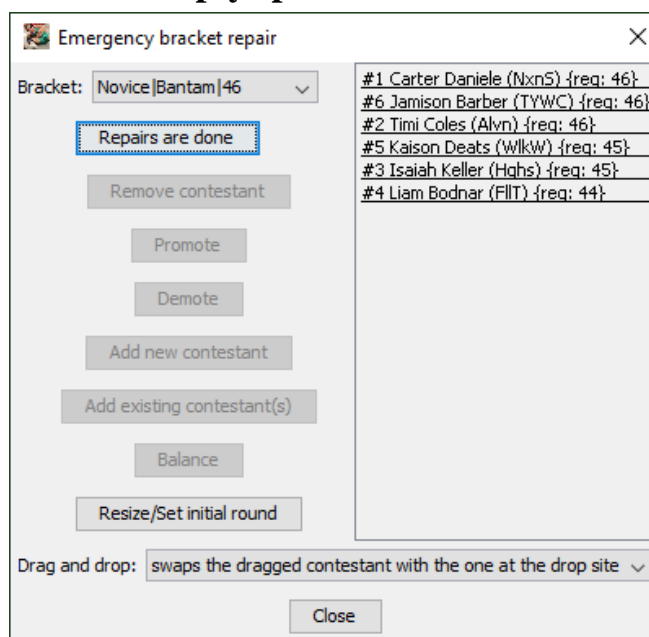 Emergency bracket repair
Bracket: Novice|Bantam|46
Repairs are done
Remove contestant
Promote
Demote
Add new contestant
Add existing contestant(s)
Balance
Resize/Set initial round
#1 Carter Daniele (NxnS) {req: 46}
#6 Jamison Barber (TYWC) {req: 46}
#2 Timi Coles (Alvn) {req: 46}
#5 Kaison Deats (WlkW) {req: 45}
#3 Isaiah Keller (Hghs) {req: 45}
#4 Liam Bodnar (FllT) {req: 44}
Drag and drop: swaps the dragged contestant with the one at the drop site
Close